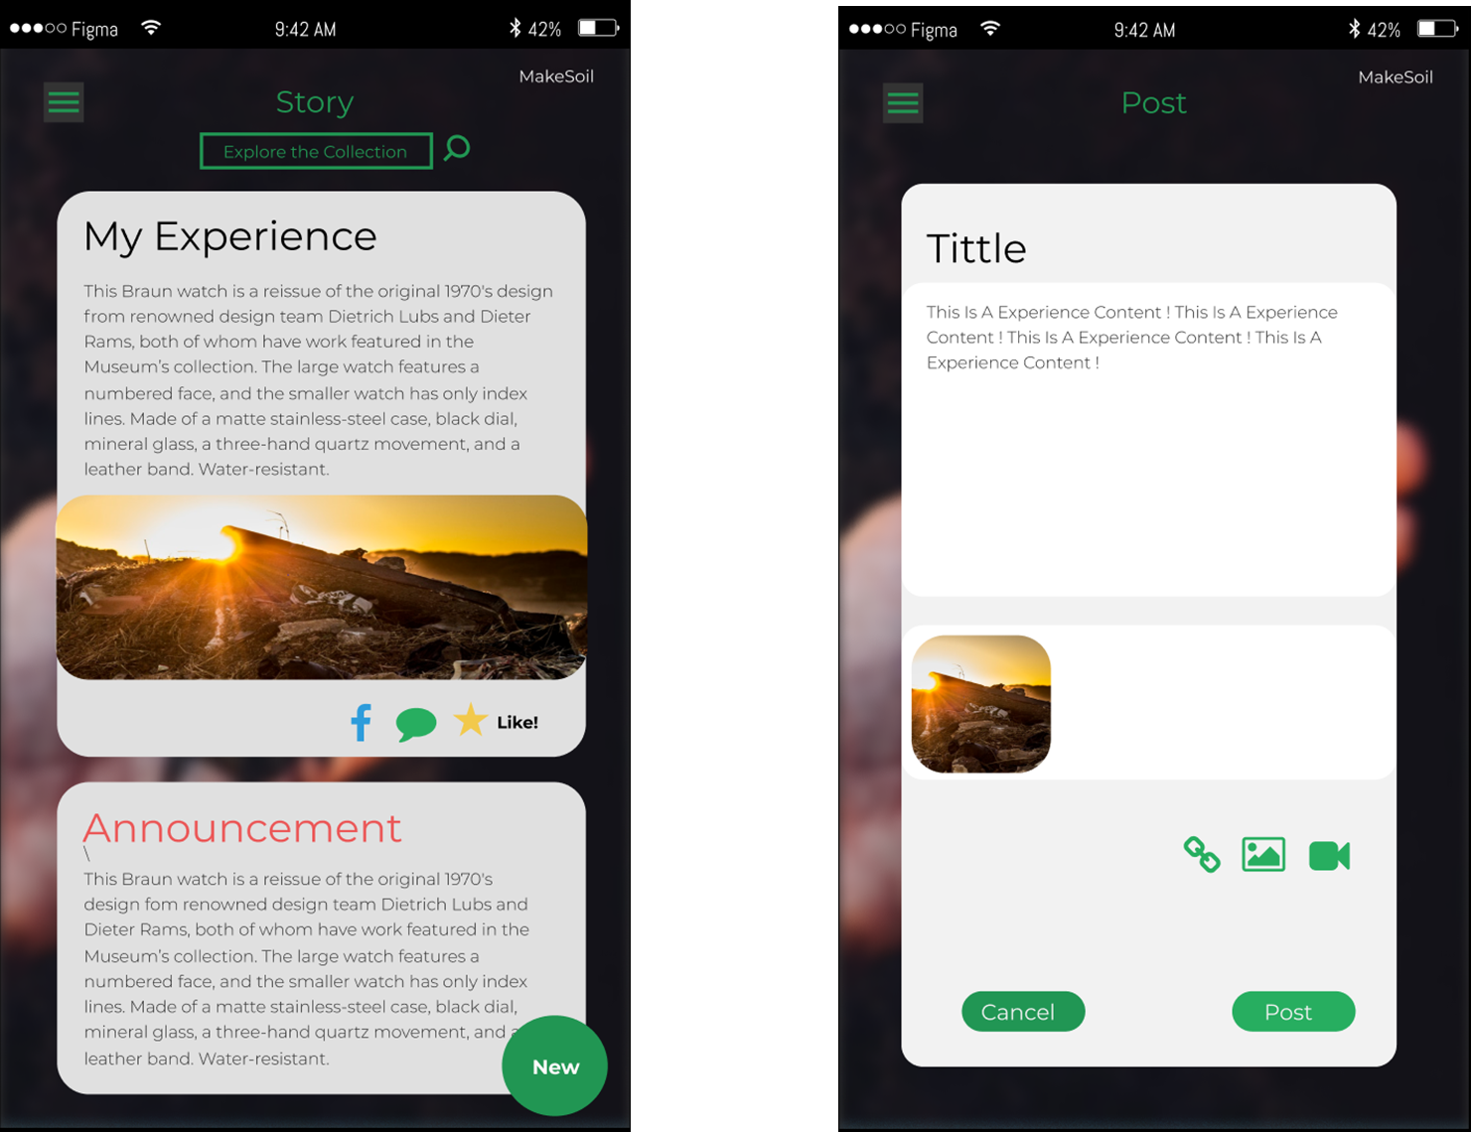 Figma
9:42 AM
42%
MakeSoil
Story
Explore the Collection
My Experience
This Braun watch is a reissue of the original 1970's design
from renowned design team Dietrich Lubs and Dieter
Rams, both of whom have work featured in the
Museum's collection. The large watch features a
numbered face, and the smaller watch has only index
lines. Made of a matte stainless-steel case, black dial,
mineral glass, a three-hand quartz movement, and a
leather band. Water-resistant.
Like!
Announcement
\
This Braun watch is a reissue of the original 1970's
design fom renowned design team Dietrich Lubs and
Dieter Rams, both of whom have work featured in the
Museum's collection. The large watch features a
numbered face, and the smaller watch has only index
lines. Made of a matte stainless-steel case, black dial,
mineral glass, a three-hand quartz movement, and a
leather band. Water-resistant.
New
Figma
9:42 AM
42%
MakeSoil
Post
Tittle
This Is A Experience Content ! This Is A Experience
Content ! This Is A Experience Content ! This Is A
Experience Content !
Cancel
Post